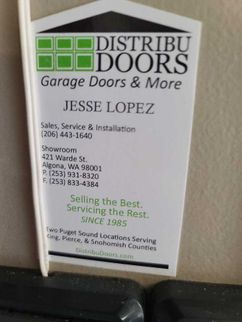 DISTRIBU
DOORS
Garage Doors & More
JESSE LOPEZ
Sales, Service & Installation
(206) 443-1640
Showroom
421 Warde St.
Algona, WA 98001
P. (253) 931-8320
F. (253) 833-4384
Selling the Best.
Servicing the Rest.
SINCE 1985
Two Puget Sound Locations Serving
King, Pierce, & Snohomish Counties
DistribuDoors.com